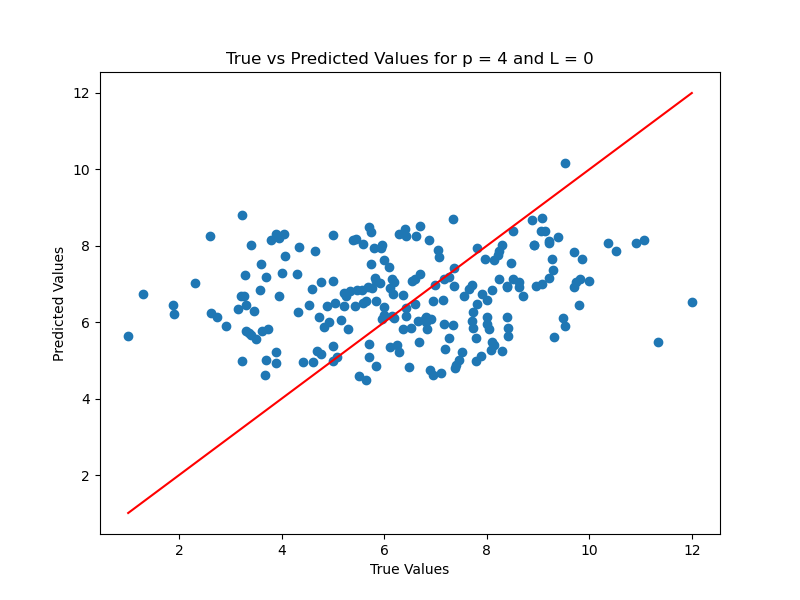 True vs Predicted Values for p = 4 and L = 0
12
10
8
6
4
2
Predicted Values
2 4 6 8 10 12
True Values